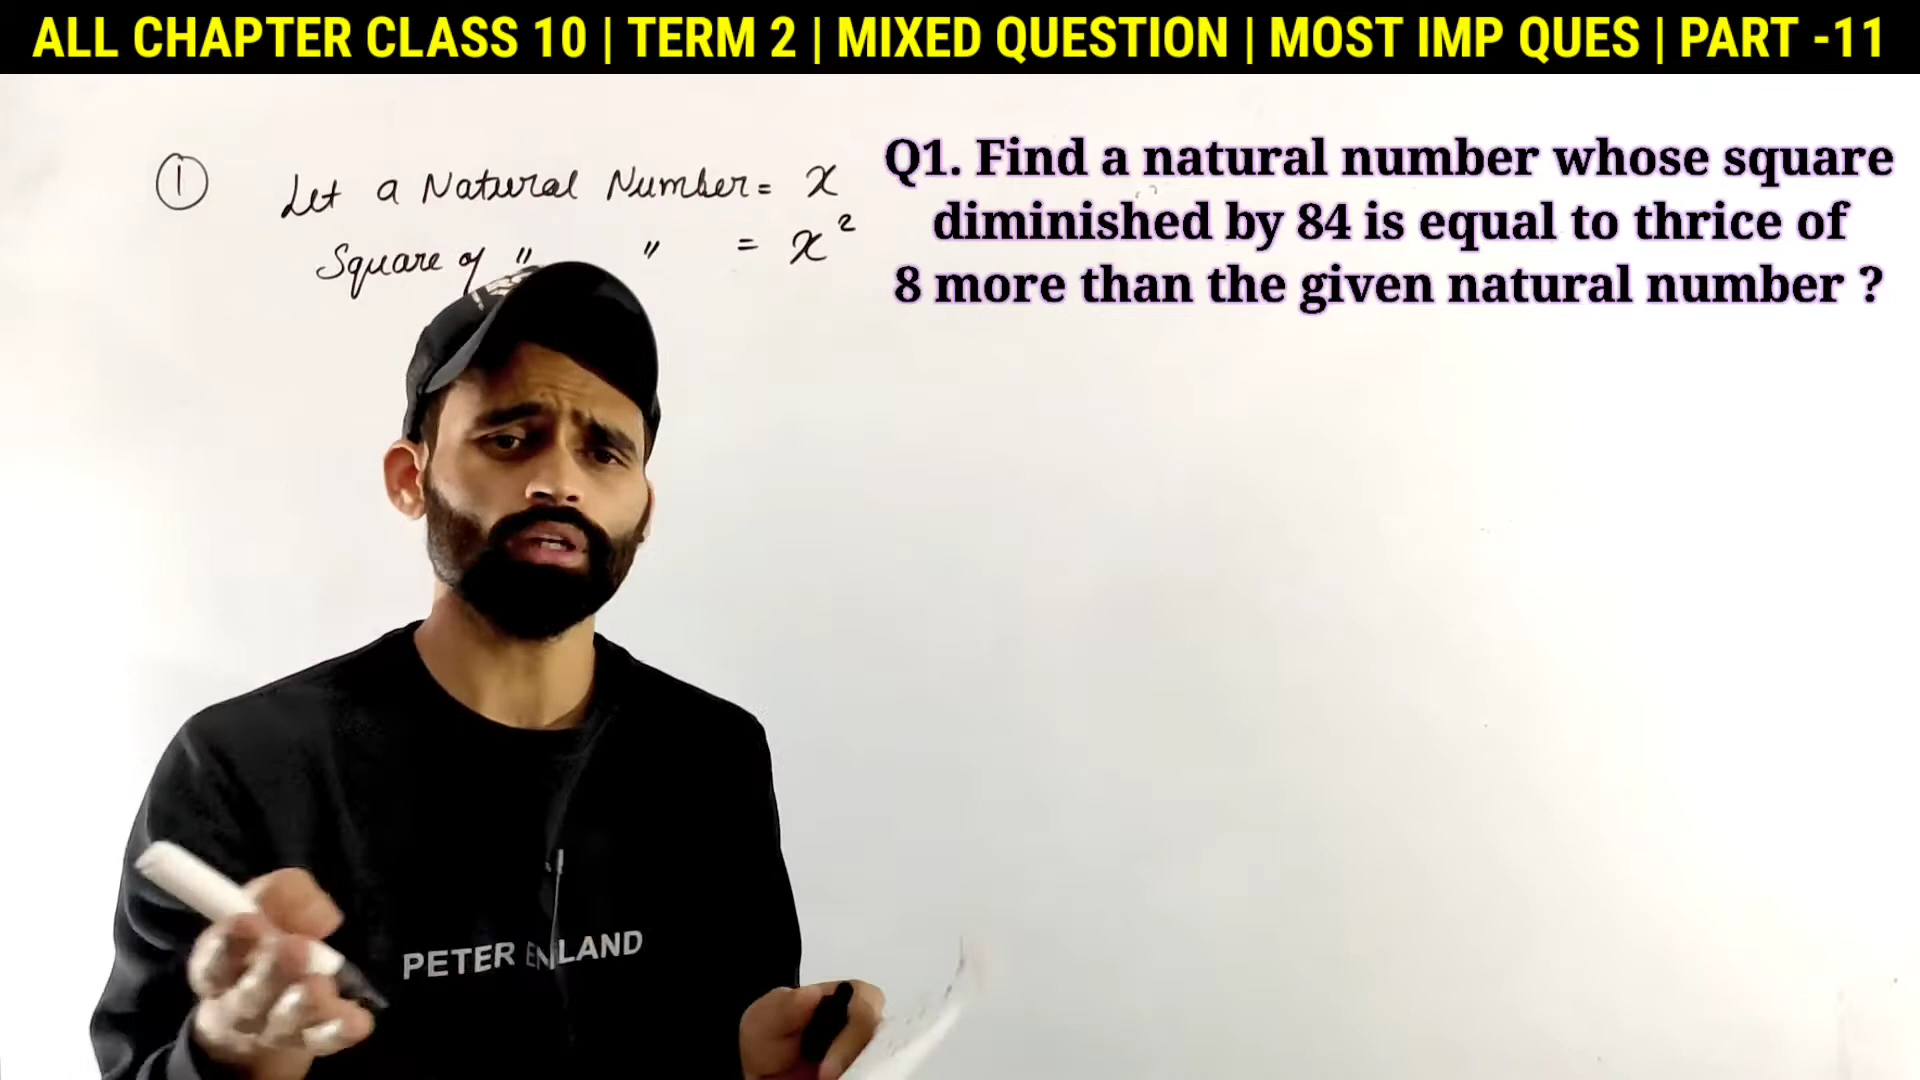 ALL CHAPTER CLASS 10 | TERM 2 | MIXED QUESTION | MOST IMP QUES | PART -11
① Let a Natural Number = x
Square of " " = x²
Q1. Find a natural number whose square
diminished by 84 is equal to thrice of
8 more than the given natural number ?
PETER ENGLAND